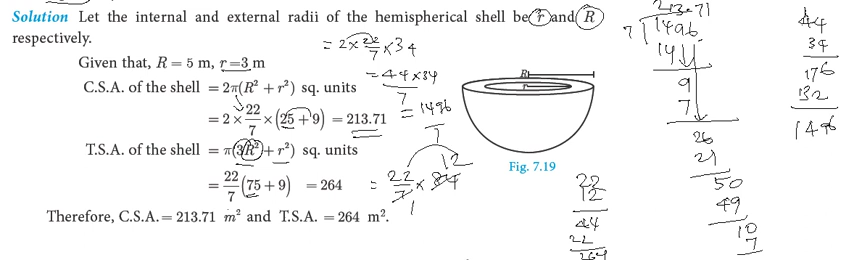 Solution Let the internal and external radii of the hemispherical shell be r and R
respectively.
Given that, R = 5 m, r = 3 m
C.S.A. of the shell = 2π(R² + r²) sq. units
= 2 × 22/7 × (25 + 9) = 213.71
T.S.A. of the shell = π(3R² + r²) sq. units
= 22/7 (75 + 9) = 264
Therefore, C.S.A. = 213.71 m² and T.S.A. = 264 m².
= 2 × 22/7 × 34
= 44 × 34
7
= 1496
7
= 22/7 × 84
12
1
R
r
Fig. 7.19
22
12
44
22
264
213.71
7 1496
14
9
7
26
21
50
49
10
7
44
34
176
132
1496